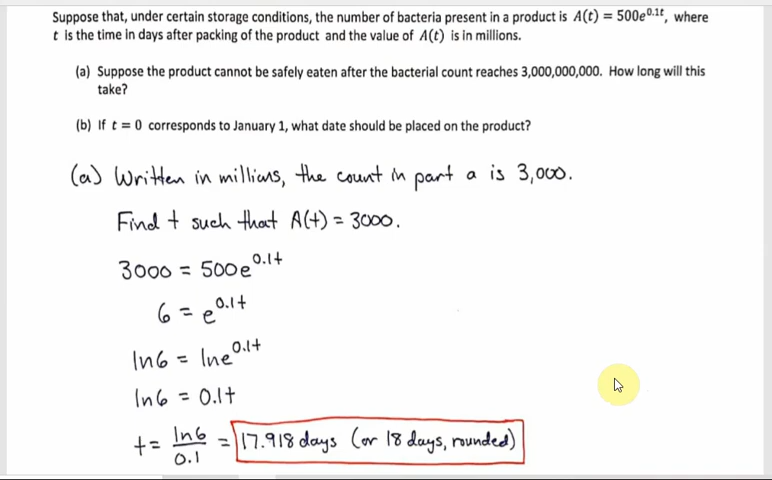 Suppose that, under certain storage conditions, the number of bacteria present in a product is A(t) = 500e^{0.1t}, where
t is the time in days after packing of the product and the value of A(t) is in millions.
(a) Suppose the product cannot be safely eaten after the bacterial count reaches 3,000,000,000. How long will this
take?
(b) If t = 0 corresponds to January 1, what date should be placed on the product?
(a) Written in millions, the count in part a is 3,000.
Find t such that A(t) = 3000.
3000 = 500e^{0.1t}
6 = e^{0.1t}
ln6 = lne^{0.1t}
ln6 = 0.1t
t = ln6/0.1 = 17.918 days (or 18 days, rounded)